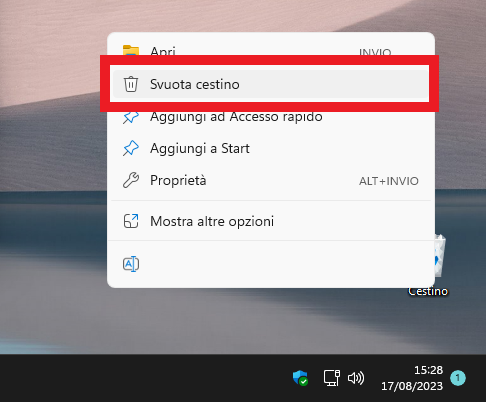 Apri INVIO
Svuota cestino
Aggiungi ad Accesso rapido
Aggiungi a Start
Proprietà ALT+INVIO
Mostra altre opzioni
Cestino
15:28 1
17/08/2023